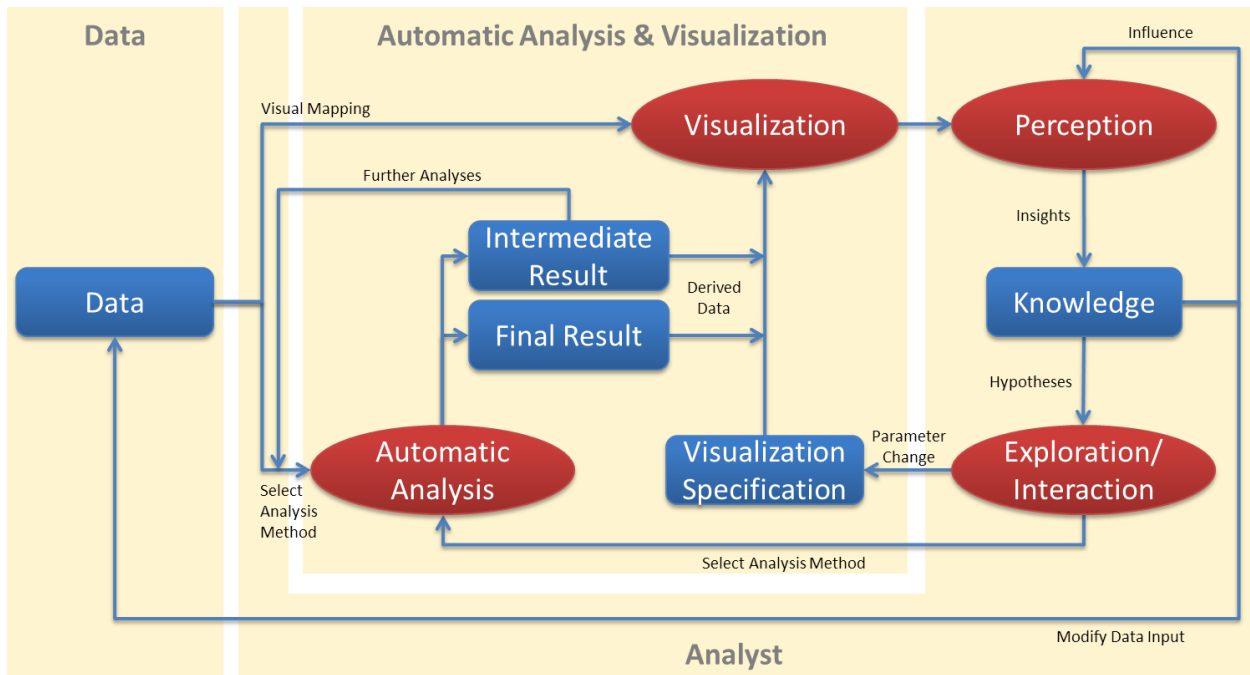 Data
Automatic Analysis & Visualization
Influence
Visual Mapping
Visualization
Perception
Further Analyses
Insights
Intermediate
Result
Derived
Data
Data
Knowledge
Final Result
Hypotheses
Automatic
Analysis
Visualization
Specification
Parameter
Change
Exploration/
Interaction
Select
Analysis
Method
Select Analysis Method
Modify Data Input
Analyst